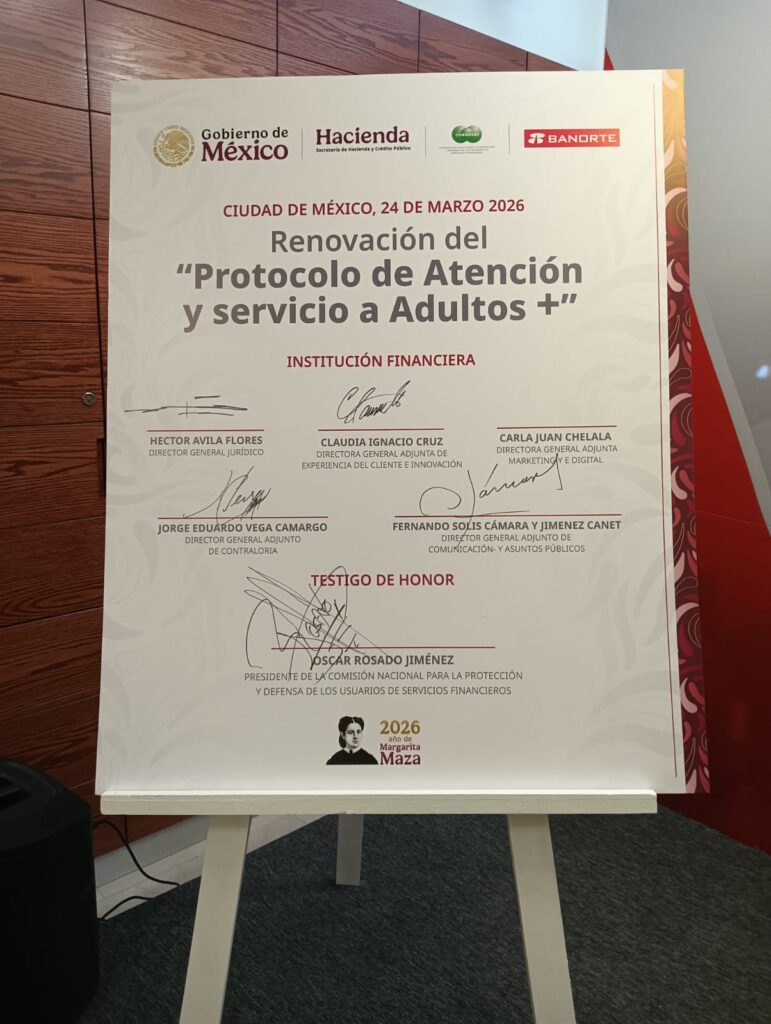 Gobierno de
México
Hacienda
Secretaría de Hacienda y Crédito Público
CONDUSEF
BANORTE
CIUDAD DE MÉXICO, 24 DE MARZO 2026
Renovación del
“Protocolo de Atención
y servicio a Adultos +”
INSTITUCIÓN FINANCIERA
HECTOR AVILA FLORES
DIRECTOR GENERAL JURÍDICO
CLAUDIA IGNACIO CRUZ
DIRECTORA GENERAL ADJUNTA DE
EXPERIENCIA DEL CLIENTE E INNOVACIÓN
CARLA JUAN CHELALA
DIRECTORA GENERAL ADJUNTA
MARKETING Y E DIGITAL
JORGE EDUARDO VEGA CAMARGO
DIRECTOR GENERAL ADJUNTO
DE CONTRALORIA
FERNANDO SOLIS CÁMARA Y JIMENEZ CANET
DIRECTOR GENERAL ADJUNTO DE
COMUNICACIÓN- Y ASUNTOS PÚBLICOS
TESTIGO DE HONOR
OSCAR ROSADO JIMÉNEZ
PRESIDENTE DE LA COMISIÓN NACIONAL PARA LA PROTECCIÓN
Y DEFENSA DE LOS USUARIOS DE SERVICIOS FINANCIEROS
2026
año de
Margarita
Maza